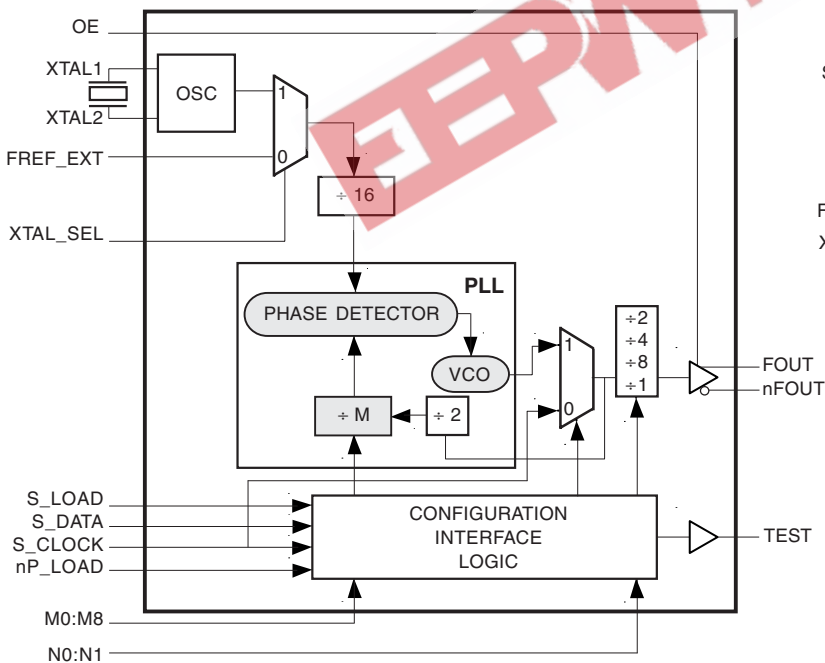 OE
XTAL1
XTAL2
OSC
1
0
FREF_EXT
÷ 16
XTAL_SEL
PLL
PHASE DETECTOR
VCO
÷ M
÷ 2
1
0
÷2
÷4
÷8
÷1
FOUT
nFOUT
S_LOAD
S_DATA
S_CLOCK
nP_LOAD
CONFIGURATION
INTERFACE
LOGIC
TEST
M0:M8
N0:N1
S
F
X
EEPW